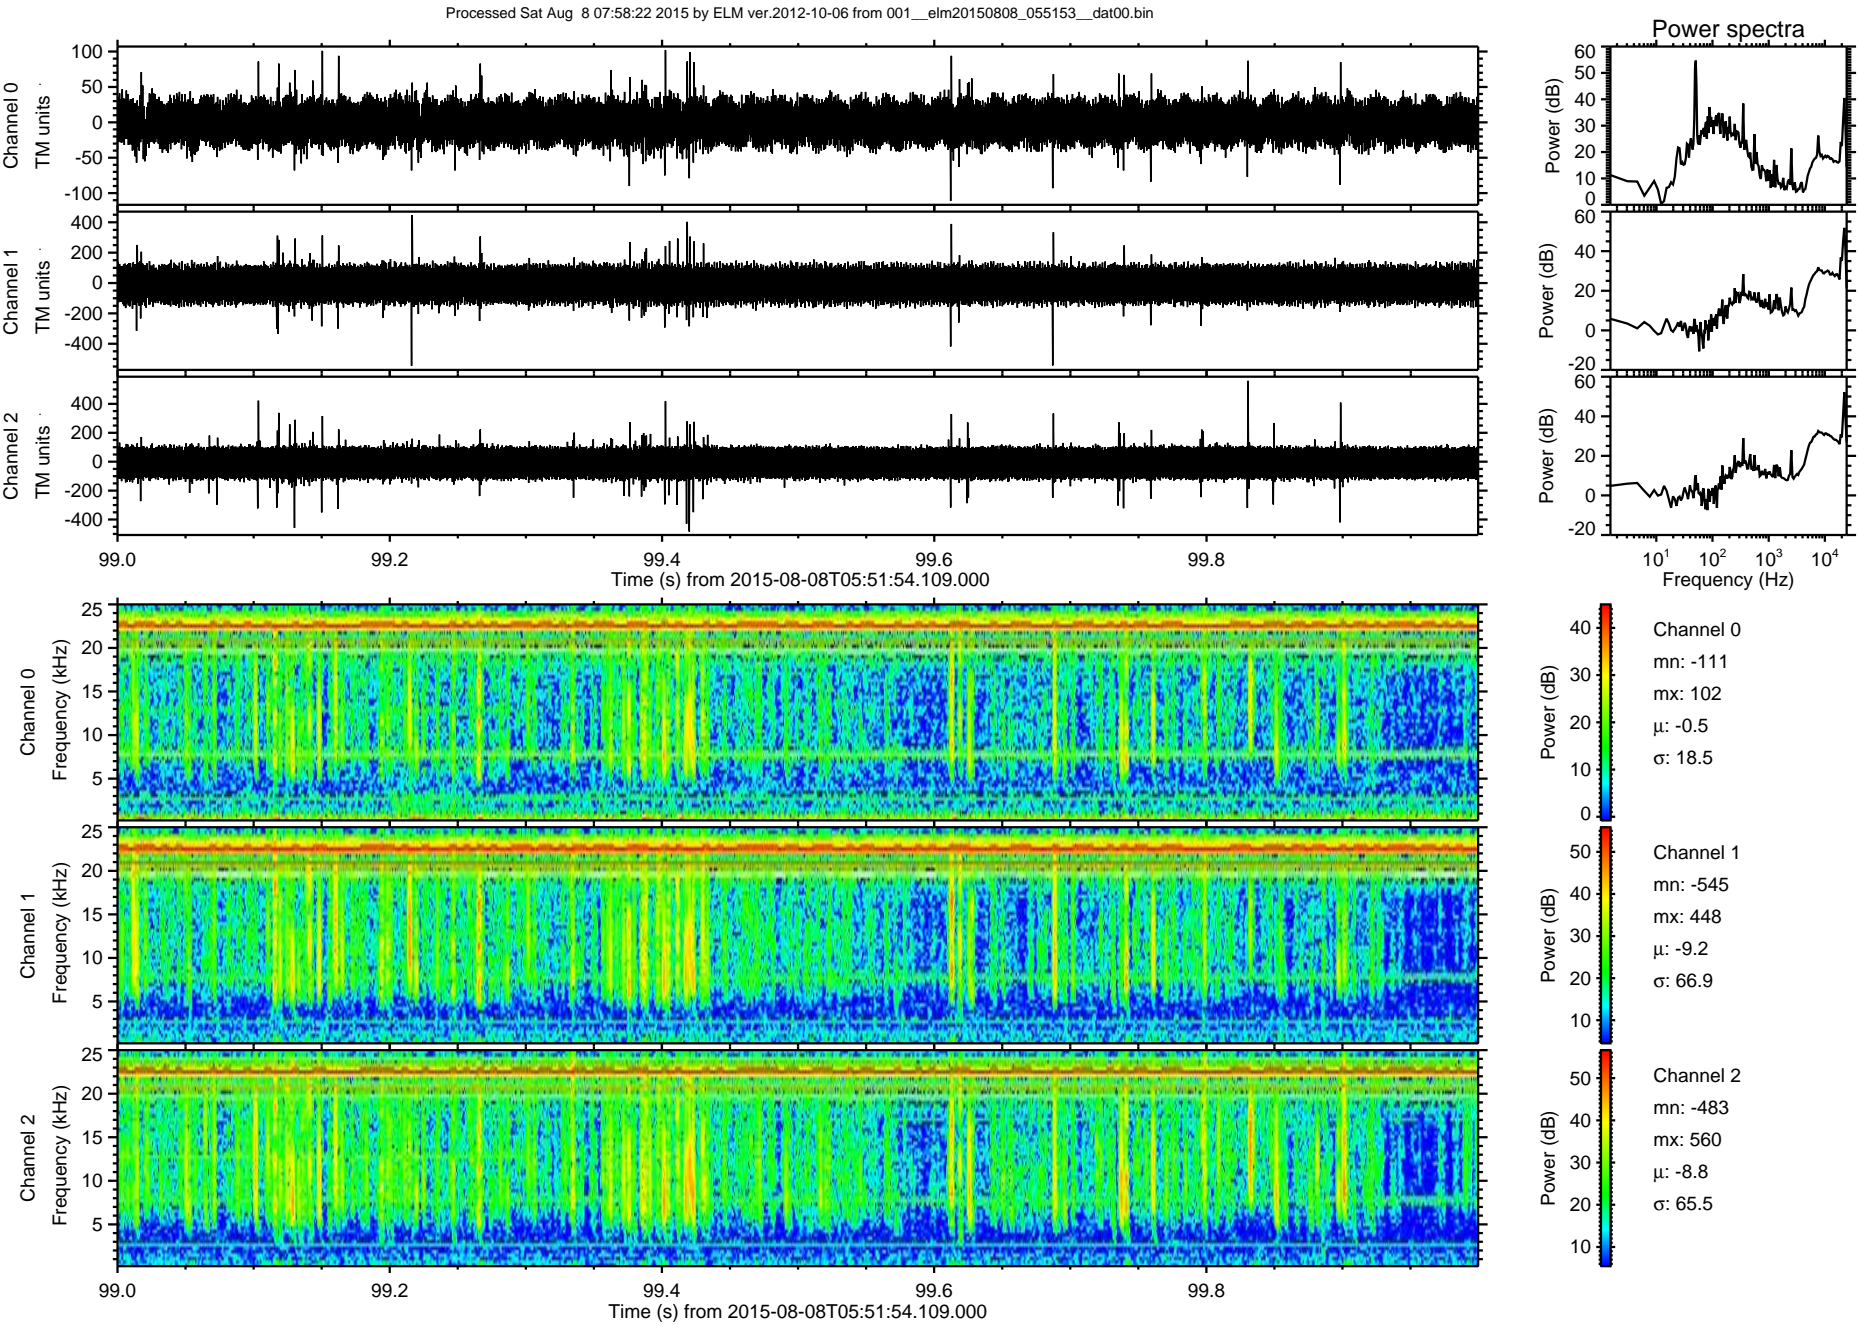 Processed Sat Aug  8 07:58:22 2015 by ELM ver.2012-10-06 from 001__elm20150808_055153__dat00.bin
Power spectra
Channel 0
TM units
100
50
0
-50
-100
Power (dB)
60
50
40
30
20
10
0
Channel 1
TM units
400
200
0
-200
-400
Power (dB)
60
40
20
0
-20
Channel 2
TM units
400
200
0
-200
-400
Power (dB)
60
40
20
0
-20
99.0 99.2 99.4 99.6 99.8
Time (s) from 2015-08-08T05:51:54.109.000
10¹ 10² 10³ 10⁴
Frequency (Hz)
Channel 0
Frequency (kHz)
25
20
15
10
5
Power (dB)
40
30
20
10
0
Channel 0
mn: -111
mx: 102
μ: -0.5
σ: 18.5
Channel 1
Frequency (kHz)
25
20
15
10
5
Power (dB)
50
40
30
20
10
Channel 1
mn: -545
mx: 448
μ: -9.2
σ: 66.9
Channel 2
Frequency (kHz)
25
20
15
10
5
Power (dB)
50
40
30
20
10
Channel 2
mn: -483
mx: 560
μ: -8.8
σ: 65.5
99.0 99.2 99.4 99.6 99.8
Time (s) from 2015-08-08T05:51:54.109.000